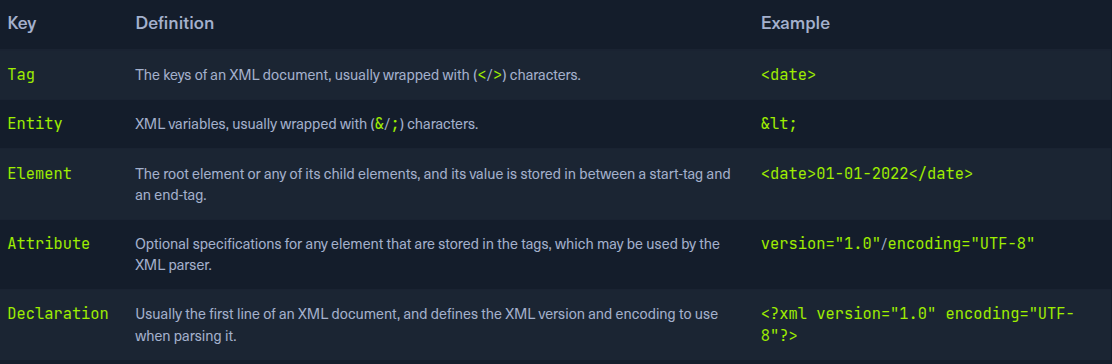 Key Definition Example
Tag The keys of an XML document, usually wrapped with (</>) characters. <date>
Entity XML variables, usually wrapped with (&/;) characters. &lt;
Element The root element or any of its child elements, and its value is stored in between a start-tag and <date>01-01-2022</date>
an end-tag.
Attribute Optional specifications for any element that are stored in the tags, which may be used by the version="1.0"/encoding="UTF-8"
XML parser.
Declaration Usually the first line of an XML document, and defines the XML version and encoding to use <?xml version="1.0" encoding="UTF-
when parsing it. 8"?>